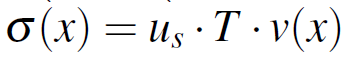 σ(x) = u_s · T · v(x)